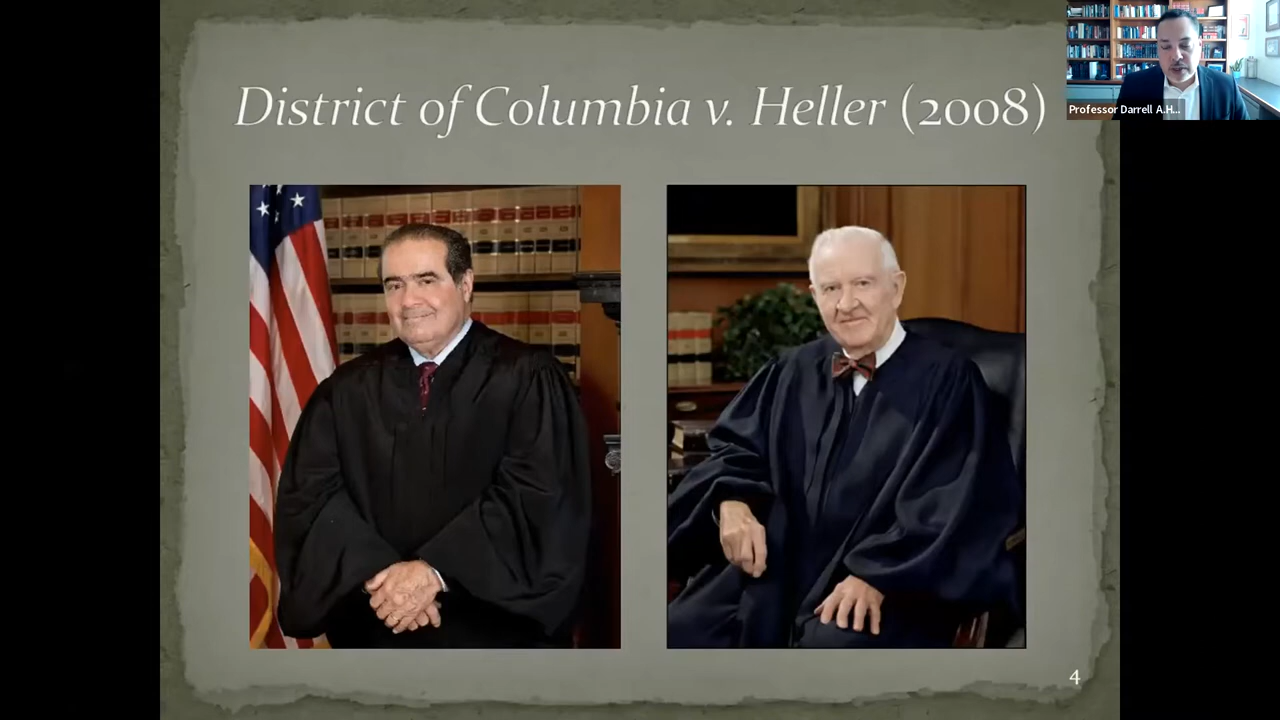 District of Columbia v. Heller (2008)
Professor Darrell A.H...
4